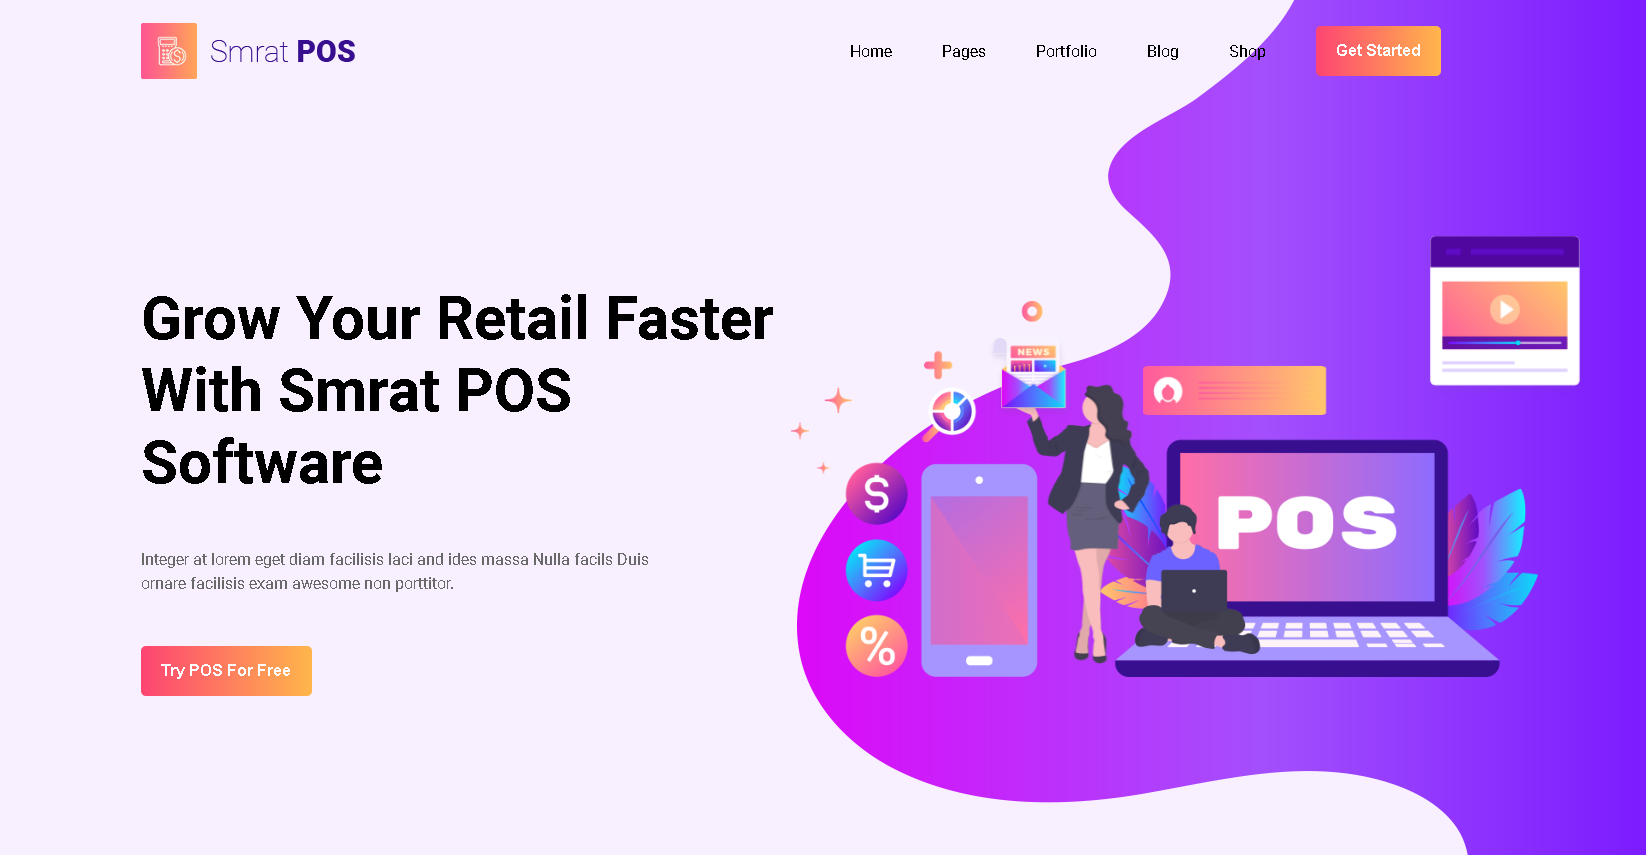 Smrat POS
Home
Pages
Portfolio
Blog
Shop
Get Started
Grow Your Retail Faster
With Smrat POS
Software
Integer at lorem eget diam facilisis laci and ides massa Nulla facils Duis
ornare facilisis exam awesome non porttitor.
Try POS For Free
NEWS
$
%
POS